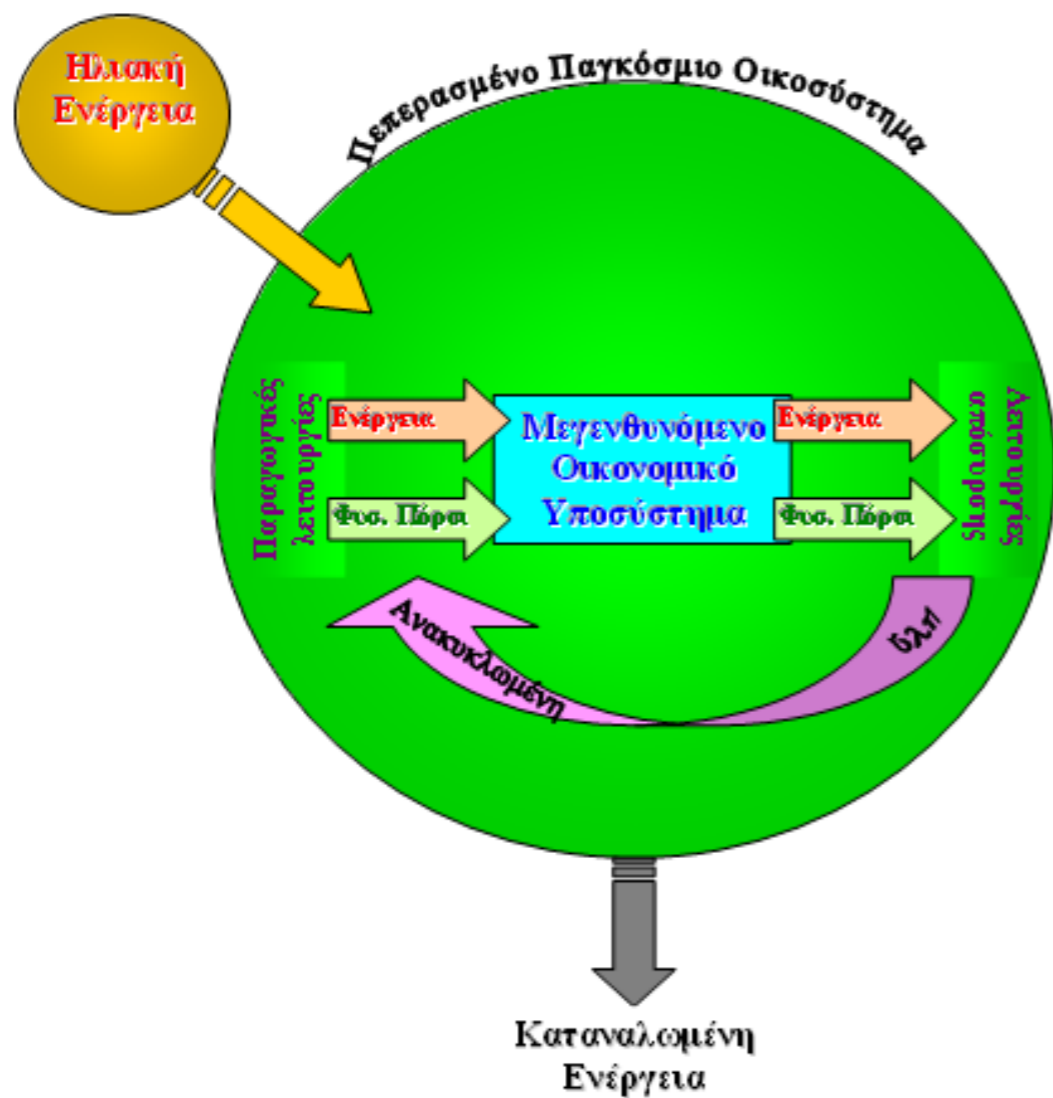 Ηλιακή
Ενέργεια
Πεπερασμένο Παγκόσμιο Οικοσύστημα
Παραγωγικές
λειτουργίες
Ενέργεια
Φυσ. Πόροι
Μεγενθυνόμενο
Οικονομικό
Υποσύστημα
Ενέργεια
Φυσ. Πόροι
Λειτουργίες
απόσυρσης
Ανακυκλωμένη
ύλη
Καταναλωμένη
Ενέργεια